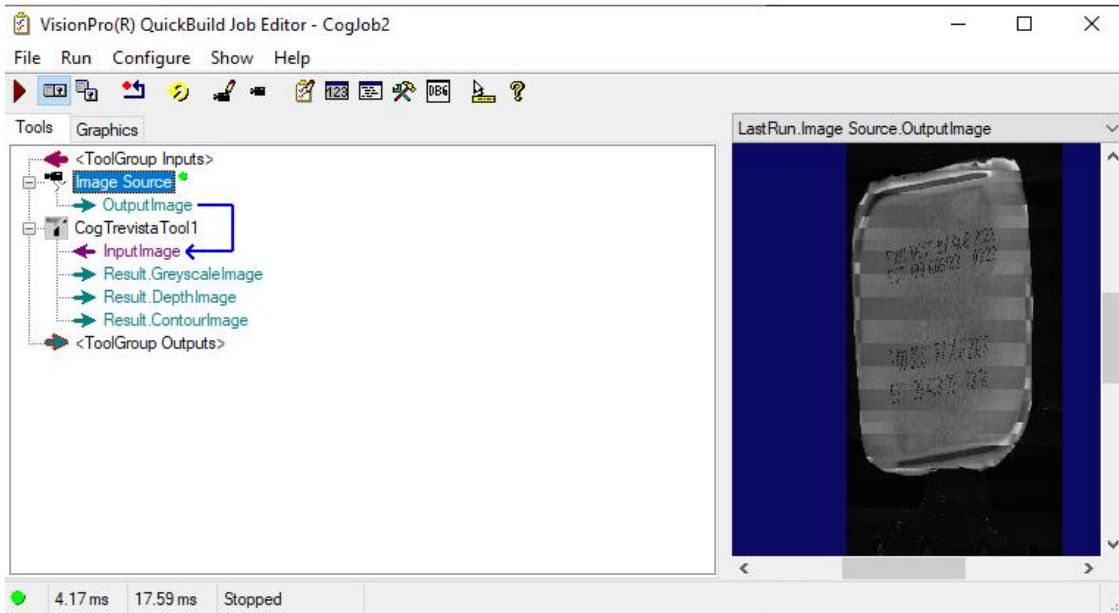 VisionPro(R) QuickBuild Job Editor - CogJob2
File Run Configure Show Help
123
DBG
?
Tools Graphics
<ToolGroup Inputs>
Image Source
OutputImage
CogTrevistaTool1
InputImage
Result.GreyscaleImage
Result.DepthImage
Result.ContourImage
<ToolGroup Outputs>
LastRun.Image Source.OutputImage
4.17 ms 17.59 ms Stopped